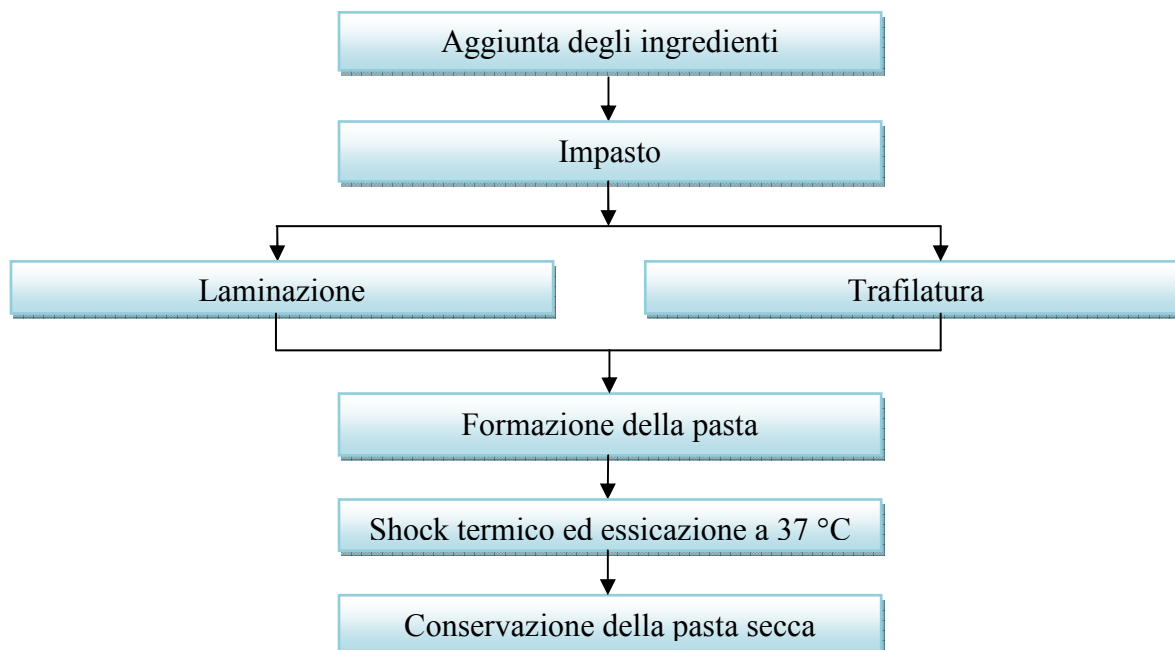 Aggiunta degli ingredienti
Impasto
Laminazione
Trafilatura
Formazione della pasta
Shock termico ed essicazione a 37 °C
Conservazione della pasta secca